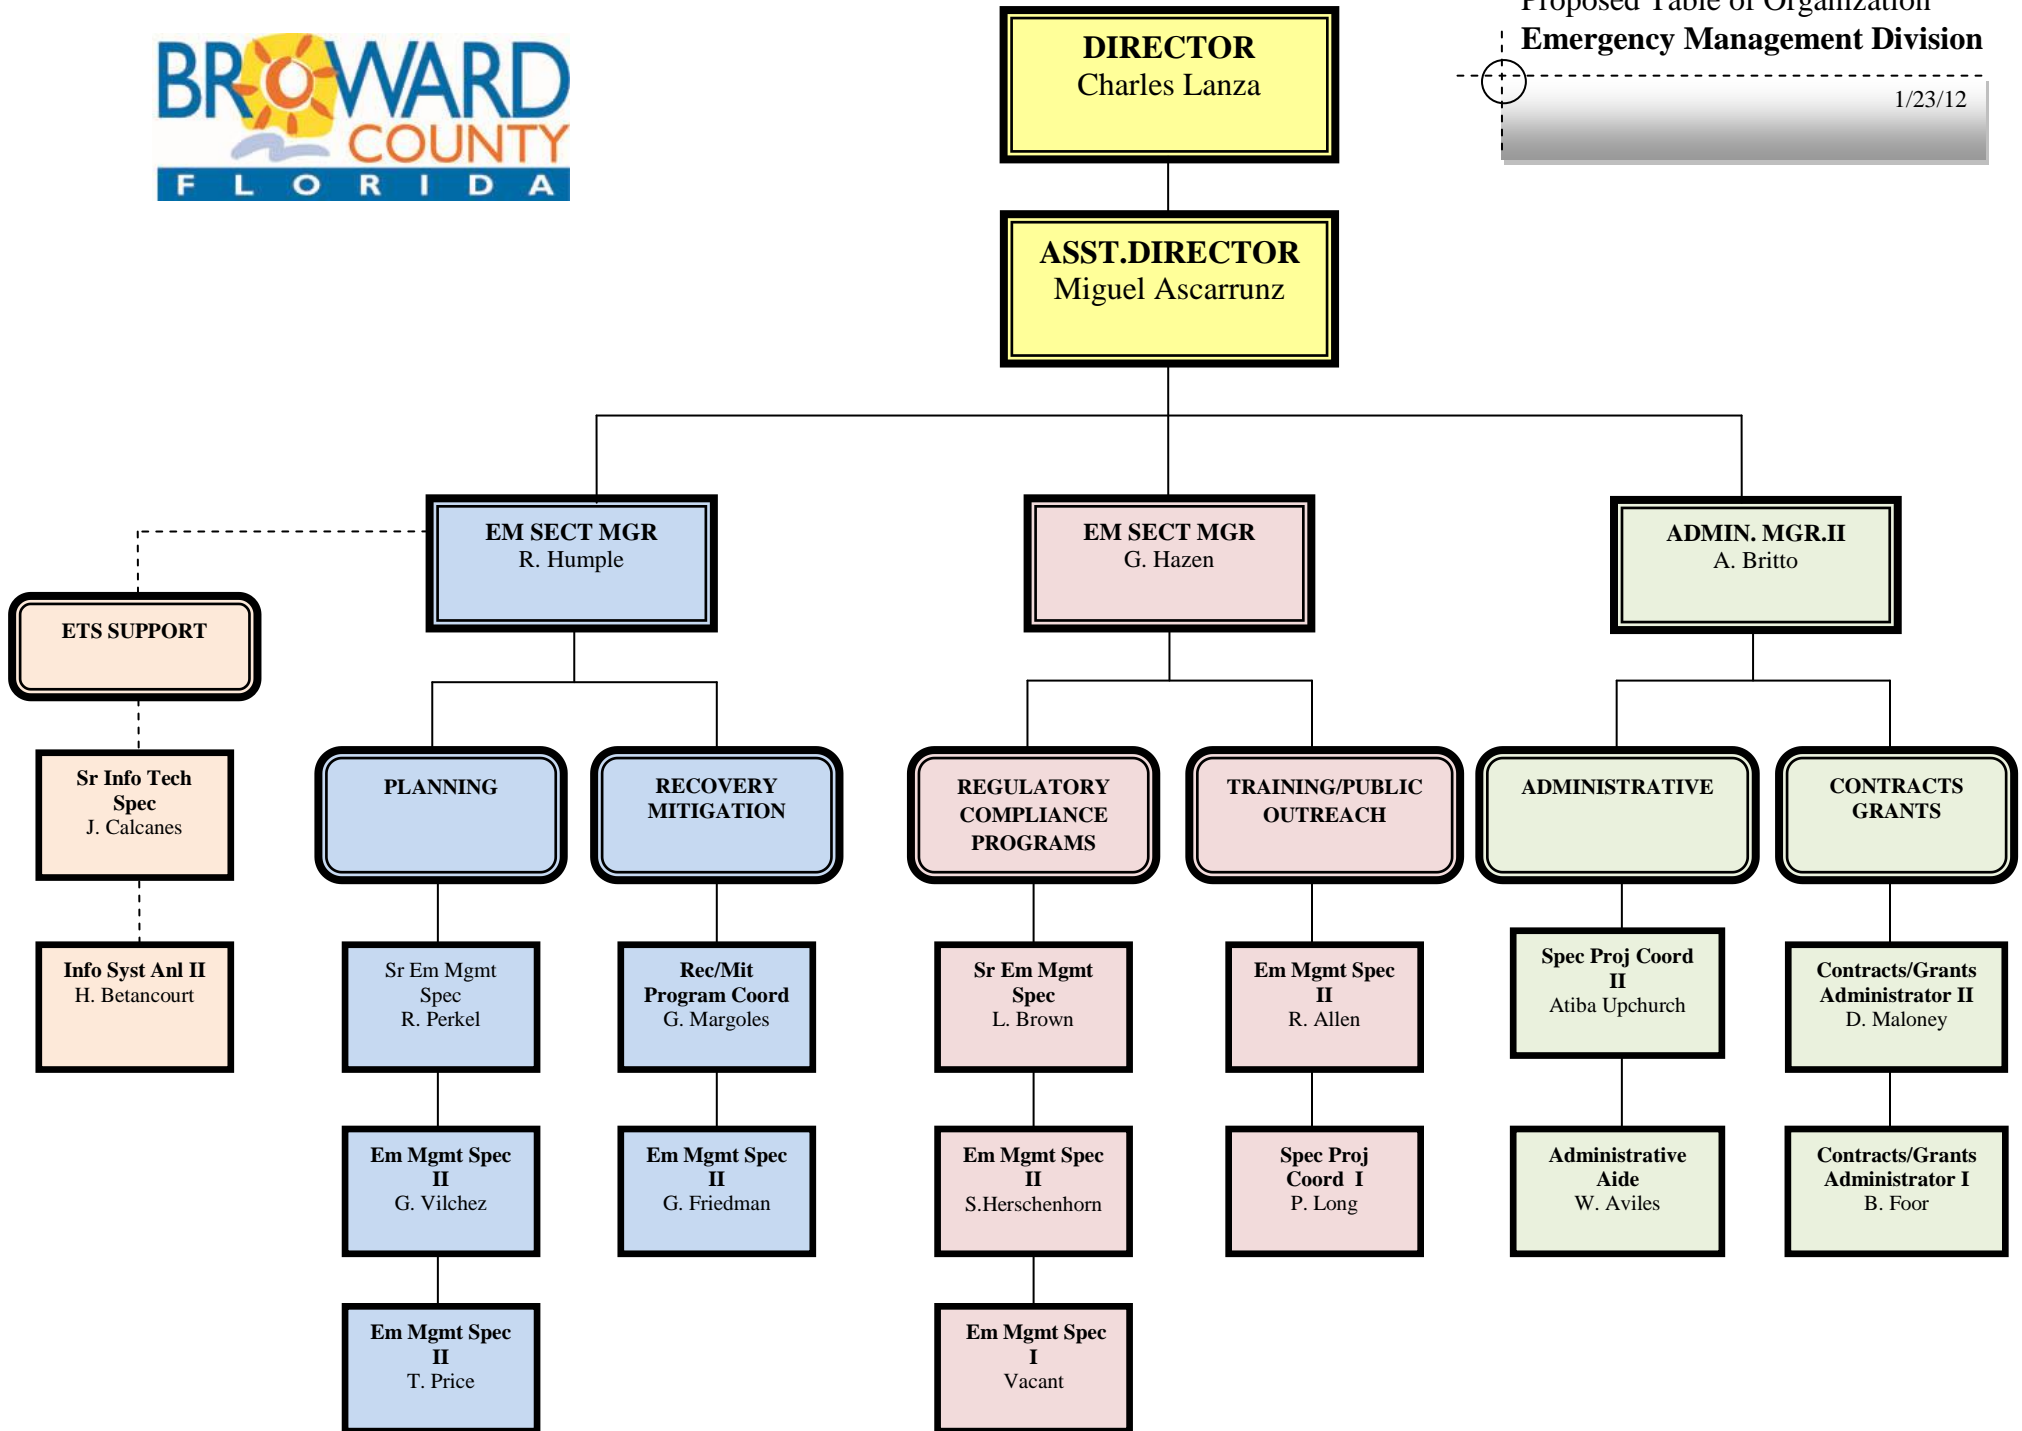 Proposed Table of Organization
Emergency Management Division
1/23/12
BROWARD
COUNTY
FLORIDA
DIRECTOR
Charles Lanza
ASST.DIRECTOR
Miguel Ascarrunz
EM SECT MGR
R. Humple
EM SECT MGR
G. Hazen
ADMIN. MGR.II
A. Britto
ETS SUPPORT
Sr Info Tech
Spec
J. Calcanes
Info Syst Anl II
H. Betancourt
PLANNING
Sr Em Mgmt
Spec
R. Perkel
Em Mgmt Spec
II
G. Vilchez
Em Mgmt Spec
II
T. Price
RECOVERY
MITIGATION
Rec/Mit
Program Coord
G. Margoles
Em Mgmt Spec
II
G. Friedman
REGULATORY
COMPLIANCE
PROGRAMS
Sr Em Mgmt
Spec
L. Brown
Em Mgmt Spec
II
S.Herschenhorn
Em Mgmt Spec
I
Vacant
TRAINING/PUBLIC
OUTREACH
Em Mgmt Spec
II
R. Allen
Spec Proj
Coord I
P. Long
ADMINISTRATIVE
Spec Proj Coord
II
Atiba Upchurch
Administrative
Aide
W. Aviles
CONTRACTS
GRANTS
Contracts/Grants
Administrator II
D. Maloney
Contracts/Grants
Administrator I
B. Foor